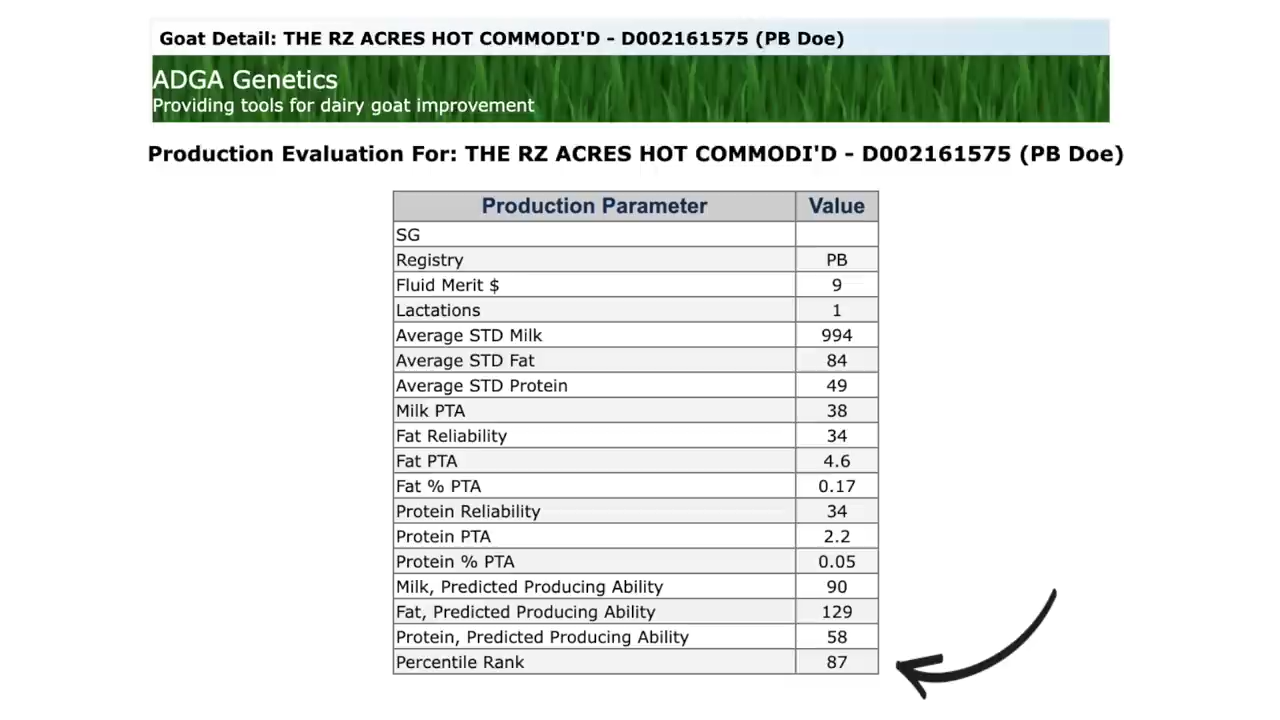 Goat Detail: THE RZ ACRES HOT COMMODI'D - D002161575 (PB Doe)
ADGA Genetics
Providing tools for dairy goat improvement
Production Evaluation For: THE RZ ACRES HOT COMMODI'D - D002161575 (PB Doe)
Production Parameter Value
SG
Registry PB
Fluid Merit $ 9
Lactations 1
Average STD Milk 994
Average STD Fat 84
Average STD Protein 49
Milk PTA 38
Fat Reliability 34
Fat PTA 4.6
Fat % PTA 0.17
Protein Reliability 34
Protein PTA 2.2
Protein % PTA 0.05
Milk, Predicted Producing Ability 90
Fat, Predicted Producing Ability 129
Protein, Predicted Producing Ability 58
Percentile Rank 87